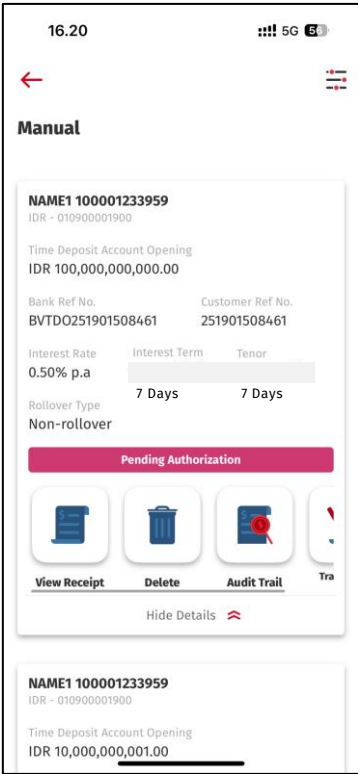 16.20 5G 56
Manual
NAME1 100001233959
IDR - 010900001900
Time Deposit Account Opening
IDR 100,000,000,000.00
Bank Ref No. Customer Ref No.
BVTDO251901508461 251901508461
Interest Rate Interest Term Tenor
0.50% p.a
7 Days 7 Days
Rollover Type
Non-rollover
Pending Authorization
View Receipt Delete Audit Trail Tra
Hide Details
NAME1 100001233959
IDR - 010900001900
Time Deposit Account Opening
IDR 10,000,000,001.00